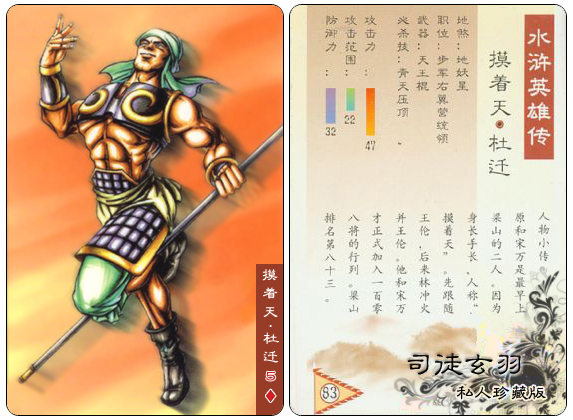 摸着天·杜迁
5
水浒英雄传
摸着天·杜迁
地煞：地妖星
职位：步军右翼营统领
武器：天王棍
必杀技：青天压顶
攻击力：
47
攻击范围：
22
防御力：
32
人物小传
原和宋万是最早上
梁山的二人。因为
身长手长，人称“
摸着天”。先跟随
王伦，后来林冲火
并王伦。他和宋万
才正式加入一百零
八将的行列。梁山
排名第八十三。
83
司徒玄羽
私人珍藏版